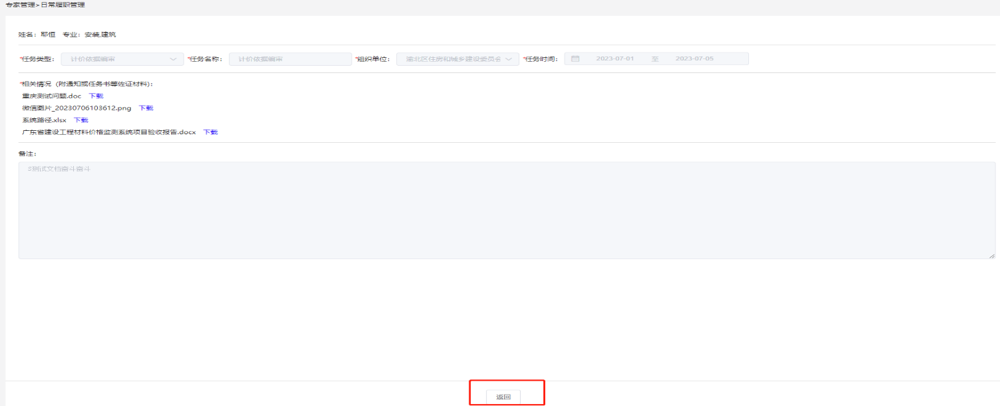 专家管理>日常履职管理
姓名：耶恒 专业：安装,建筑
*任务类型： 计价依据编审 *任务名称： 计价依据编审 *组织单位： 渝北区住房和城乡建设委员会 *任务时间： 2023-07-01 至 2023-07-05
*相关情况（附通知或任务书等佐证材料）：
重庆测试问题.doc 下载
微信图片_20230706103612.png 下载
系统路径.xlsx 下载
广东省建设工程材料价格监测系统项目验收报告.docx 下载
备注：
S测试文档奋斗奋斗
返回